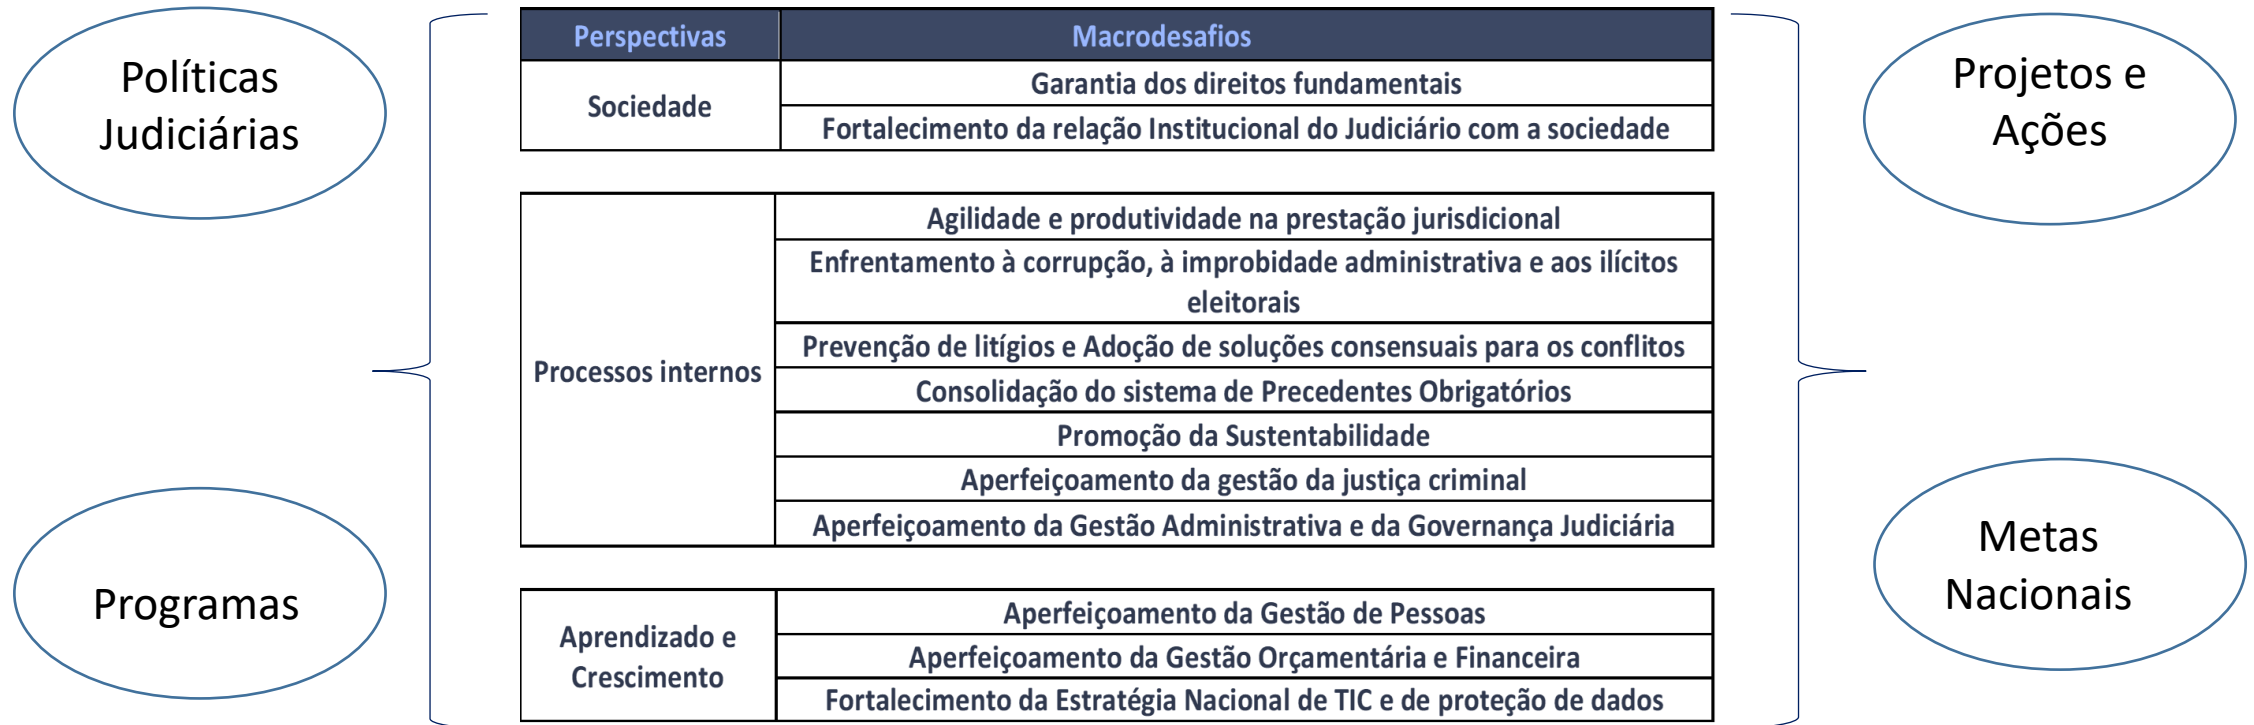 Políticas
Judiciárias
Programas
Perspectivas
Macrodesafios
Sociedade
Garantia dos direitos fundamentais
Fortalecimento da relação Institucional do Judiciário com a sociedade
Processos internos
Agilidade e produtividade na prestação jurisdicional
Enfrentamento à corrupção, à improbidade administrativa e aos ilícitos
eleitorais
Prevenção de litígios e Adoção de soluções consensuais para os conflitos
Consolidação do sistema de Precedentes Obrigatórios
Promoção da Sustentabilidade
Aperfeiçoamento da gestão da justiça criminal
Aperfeiçoamento da Gestão Administrativa e da Governança Judiciária
Aprendizado e
Crescimento
Aperfeiçoamento da Gestão de Pessoas
Aperfeiçoamento da Gestão Orçamentária e Financeira
Fortalecimento da Estratégia Nacional de TIC e de proteção de dados
Projetos e
Ações
Metas
Nacionais